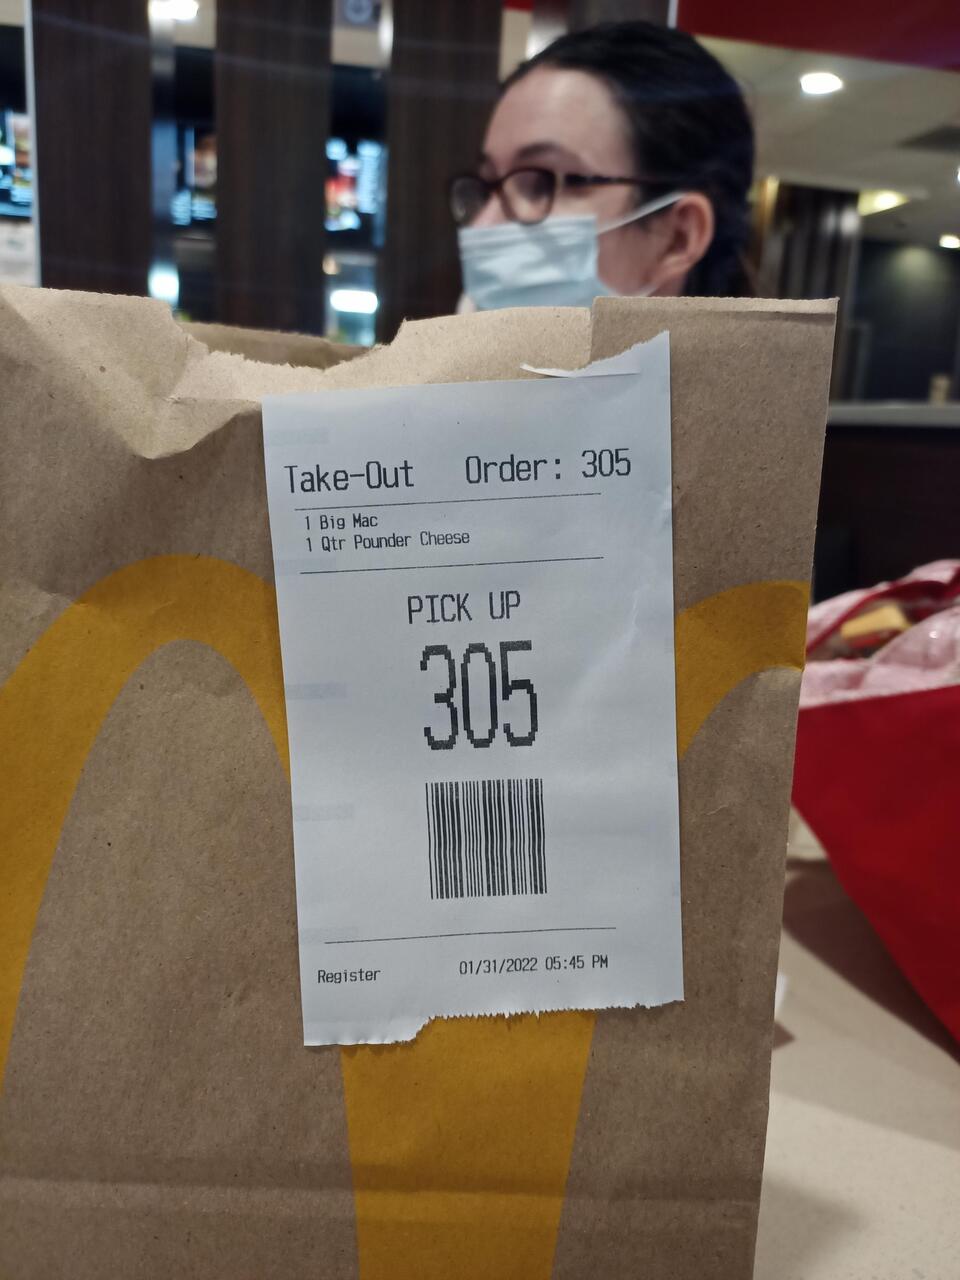 Take-Out Order: 305
1 Big Mac
1 Qtr Pounder Cheese
PICK UP
305
Register 01/31/2022 05:45 PM